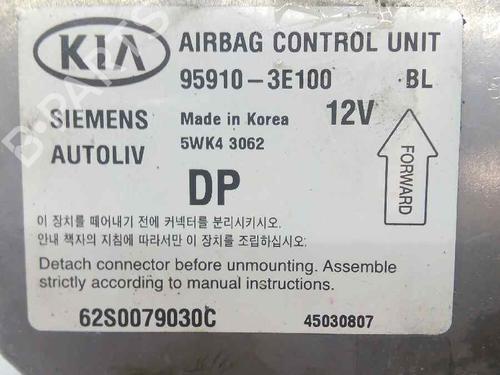 KIA AIRBAG CONTROL UNIT
95910-3E100 BL
SIEMENS Made in Korea 12V
AUTOLIV 5WK4 3062
FORWARD
DP
이 장치를 떼어내기 전에 커넥터를 분리시키시오.
안내 책자의 지침에 따라서만 이 장치를 조립하십시오.
Detach connector before unmounting. Assemble
strictly according to manual instructions.
62S0079030C 45030807
B-PARTS